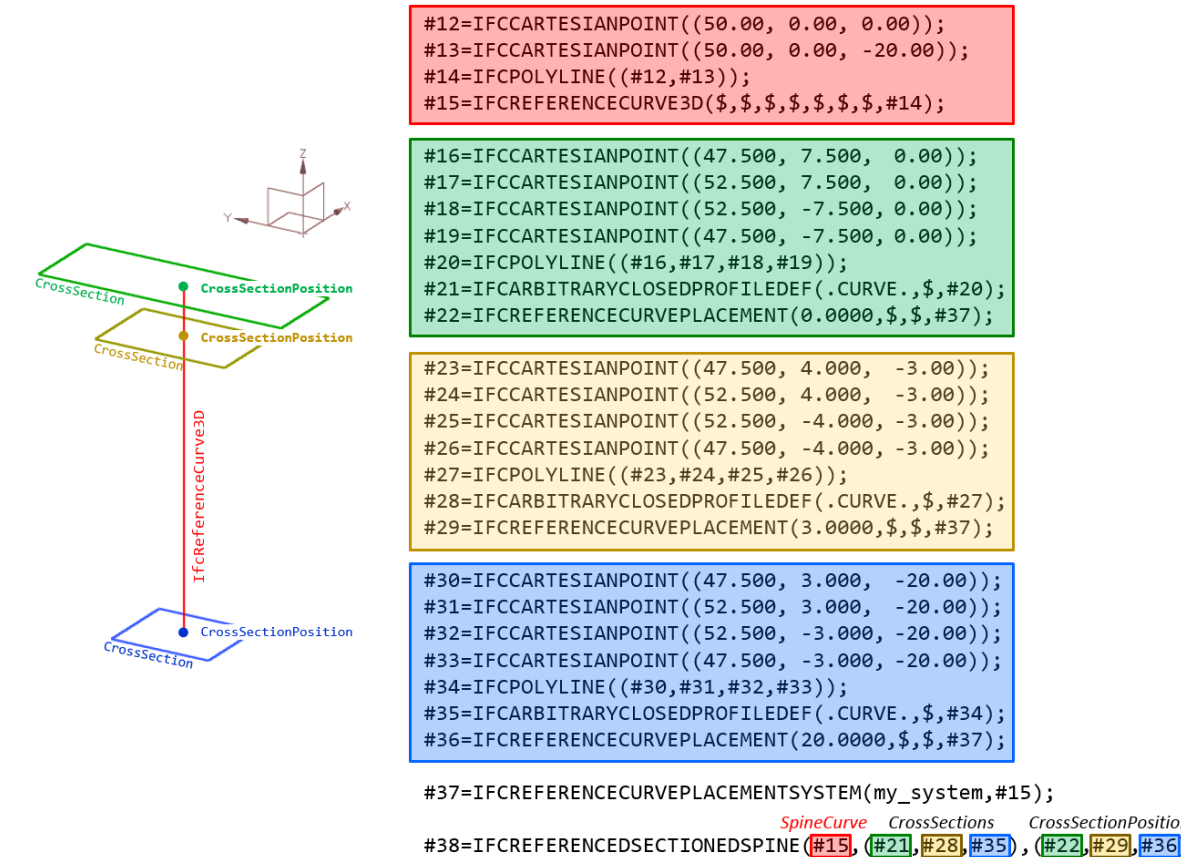 #12=IFCCARTESIANPOINT((50.00, 0.00, 0.00));
#13=IFCCARTESIANPOINT((50.00, 0.00, -20.00));
#14=IFCPOLYLINE((#12,#13));
#15=IFCREFERENCECURVE3D($,$,$,$,$,$,$,#14);
#16=IFCCARTESIANPOINT((47.500, 7.500, 0.00));
#17=IFCCARTESIANPOINT((52.500, 7.500, 0.00));
#18=IFCCARTESIANPOINT((52.500, -7.500, 0.00));
#19=IFCCARTESIANPOINT((47.500, -7.500, 0.00));
#20=IFCPOLYLINE((#16,#17,#18,#19));
#21=IFCARBITRARYCLOSEDPROFILEDEF(.CURVE.,$,#20);
#22=IFCREFERENCECURVEPLACEMENT(0.0000,$,$,#37);
#23=IFCCARTESIANPOINT((47.500, 4.000, -3.00));
#24=IFCCARTESIANPOINT((52.500, 4.000, -3.00));
#25=IFCCARTESIANPOINT((52.500, -4.000, -3.00));
#26=IFCCARTESIANPOINT((47.500, -4.000, -3.00));
#27=IFCPOLYLINE((#23,#24,#25,#26));
#28=IFCARBITRARYCLOSEDPROFILEDEF(.CURVE.,$,#27);
#29=IFCREFERENCECURVEPLACEMENT(3.0000,$,$,#37);
#30=IFCCARTESIANPOINT((47.500, 3.000, -20.00));
#31=IFCCARTESIANPOINT((52.500, 3.000, -20.00));
#32=IFCCARTESIANPOINT((52.500, -3.000, -20.00));
#33=IFCCARTESIANPOINT((47.500, -3.000, -20.00));
#34=IFCPOLYLINE((#30,#31,#32,#33));
#35=IFCARBITRARYCLOSEDPROFILEDEF(.CURVE.,$,#34);
#36=IFCREFERENCECURVEPLACEMENT(20.0000,$,$,#37);
#37=IFCREFERENCECURVEPLACEMENTSYSTEM(my_system,#15);
SpineCurve CrossSections CrossSectionPositio
#38=IFCREFERENCEDSECTIONEDSPINE(#15,(#21,#28,#35),(#22,#29,#36
Z
Y
X
CrossSection
CrossSectionPosition
CrossSection
CrossSectionPosition
IfcReferenceCurve3D
CrossSection
CrossSectionPosition